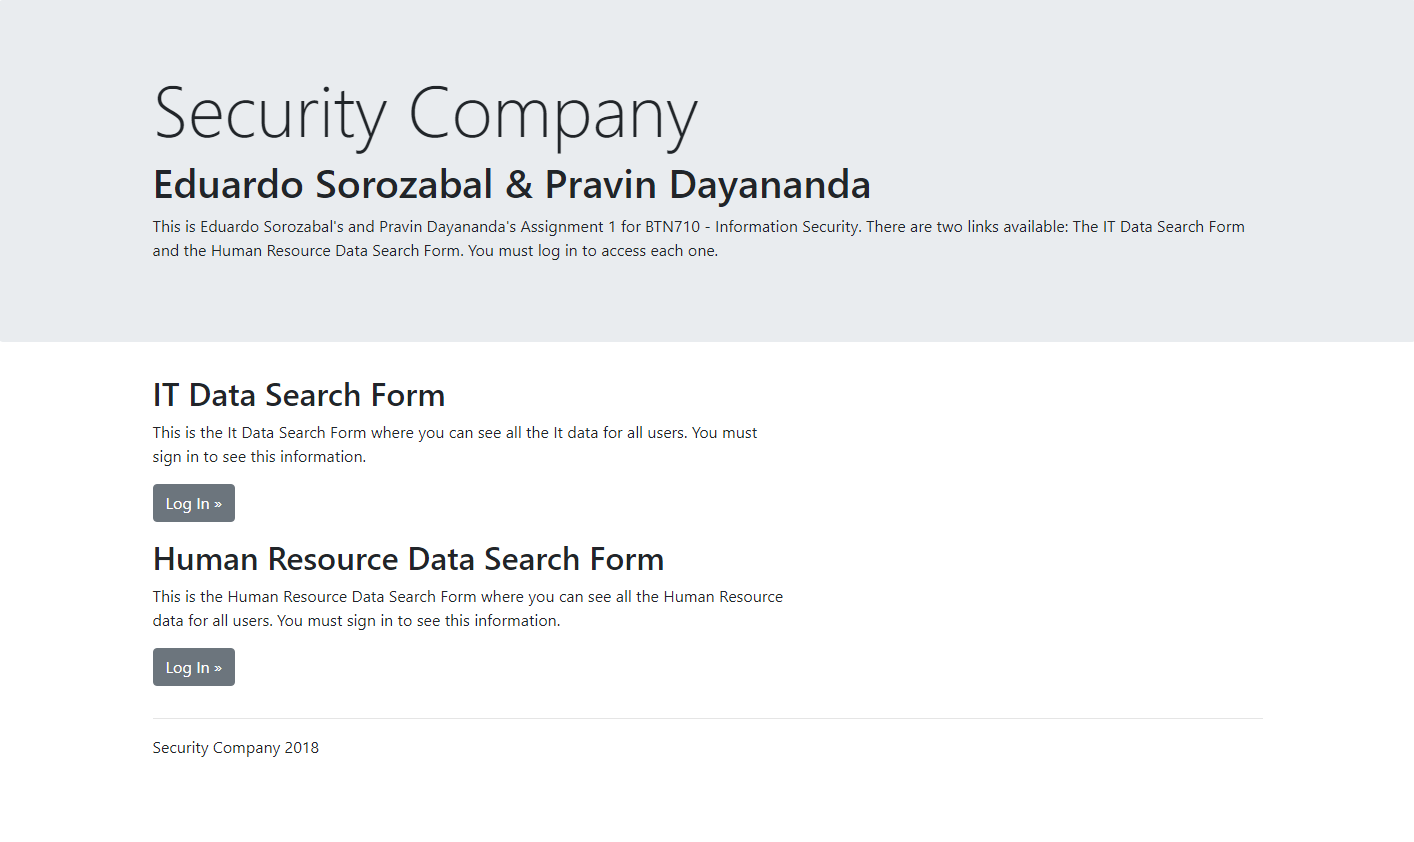 Security Company
Eduardo Sorozabal & Pravin Dayananda
This is Eduardo Sorozabal's and Pravin Dayananda's Assignment 1 for BTN710 - Information Security. There are two links available: The IT Data Search Form
and the Human Resource Data Search Form. You must log in to access each one.
IT Data Search Form
This is the It Data Search Form where you can see all the It data for all users. You must
sign in to see this information.
Log In »
Human Resource Data Search Form
This is the Human Resource Data Search Form where you can see all the Human Resource
data for all users. You must sign in to see this information.
Log In »
Security Company 2018